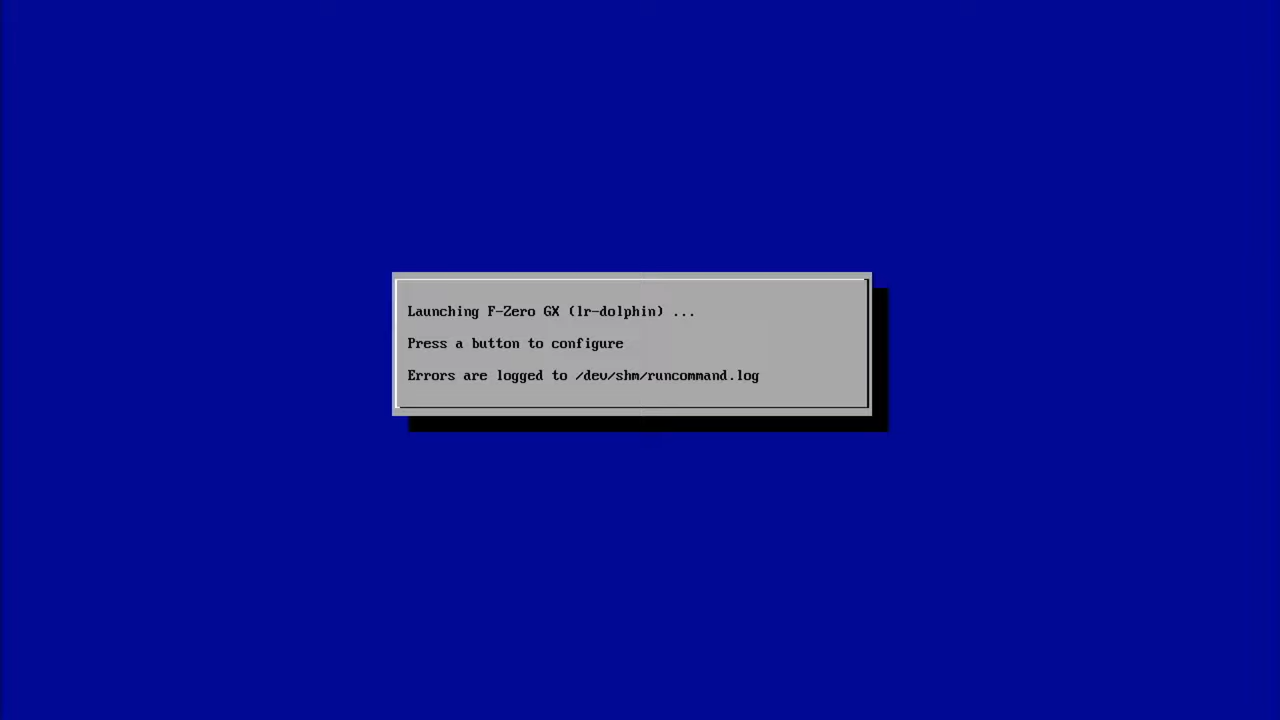 Launching F-Zero GX (lr-dolphin) ...
Press a button to configure
Errors are logged to /dev/shm/runcommand.log